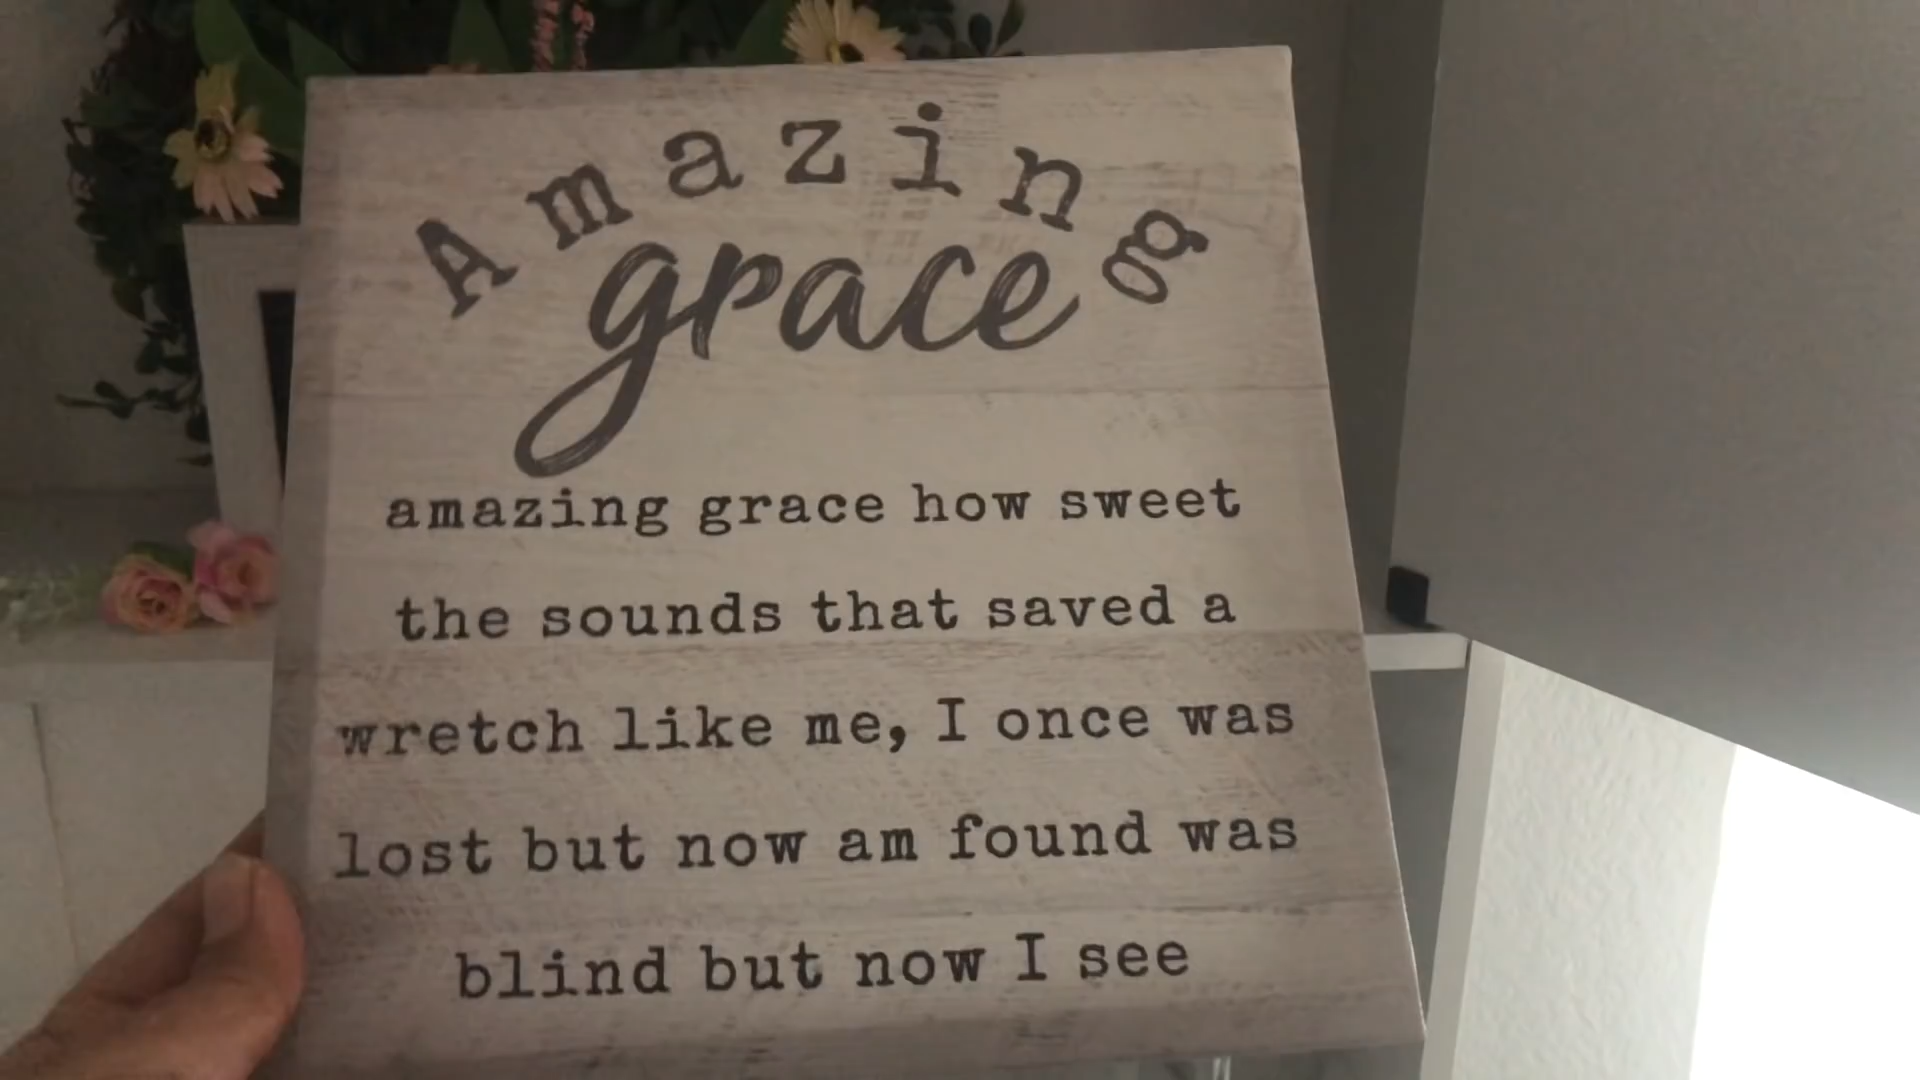 Amazing
grace
amazing grace how sweet
the sounds that saved a
wretch like me, I once was
lost but now am found was
blind but now I see